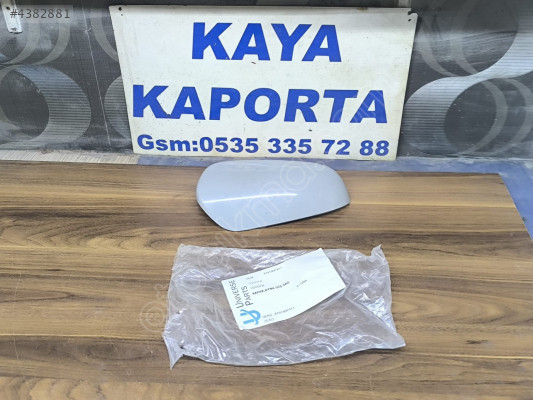 #4382881
KAYA
KAPORTA
Gsm:0535 335 72 88
UNIVERSE
PARTS